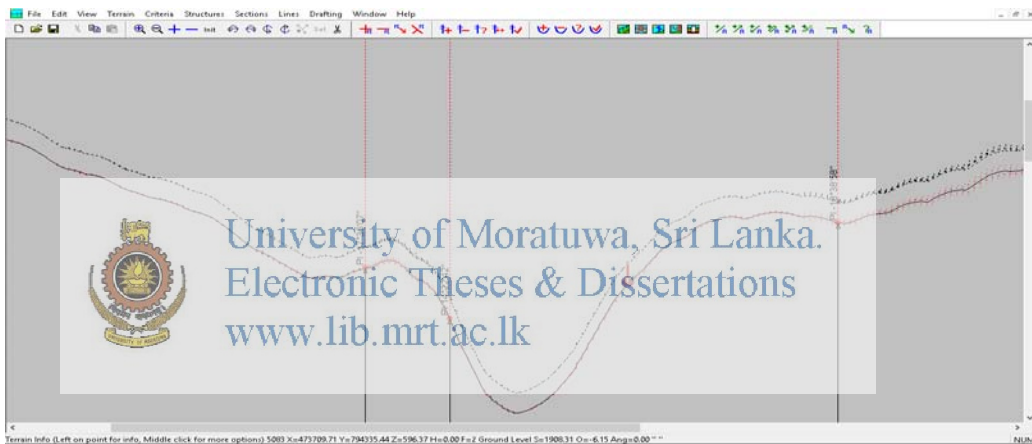 File Edit View Terrain Criteria Structures Sections Lines Drafting Window Help
University of Moratuwa, Sri Lanka.
Electronic Theses & Dissertations
www.lib.mrt.ac.lk
Terrain Info (Left on point for info, Middle click for more options) 5083 X=473709.71 Y=794335.44 Z=596.37 H=0.00 F=2 Ground Level S=1908.31 O=-6.15 Ang=0.00 ° '' NUM